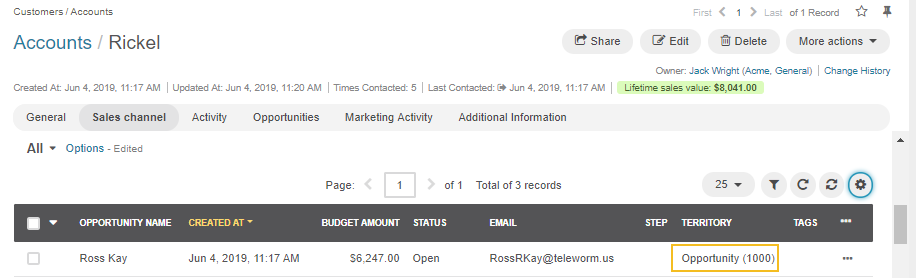 Customers / Accounts
First 1 Last of 1 Record
Accounts / Rickel
Share Edit Delete More actions
Owner: Jack Wright (Acme, General) Change History
Created At: Jun 4, 2019, 11:17 AM Updated At: Jun 4, 2019, 11:20 AM Times Contacted: 5 Last Contacted: Jun 4, 2019, 11:17 AM Lifetime sales value: $8,041.00
General Sales channel Activity Opportunities Marketing Activity Additional Information
All Options - Edited
Page: 1 of 1 Total of 3 records 25
OPPORTUNITY NAME CREATED AT BUDGET AMOUNT STATUS EMAIL STEP TERRITORY TAGS
Ross Kay Jun 4, 2019, 11:17 AM $6,247.00 Open RossRKay@teleworm.us Opportunity (1000)